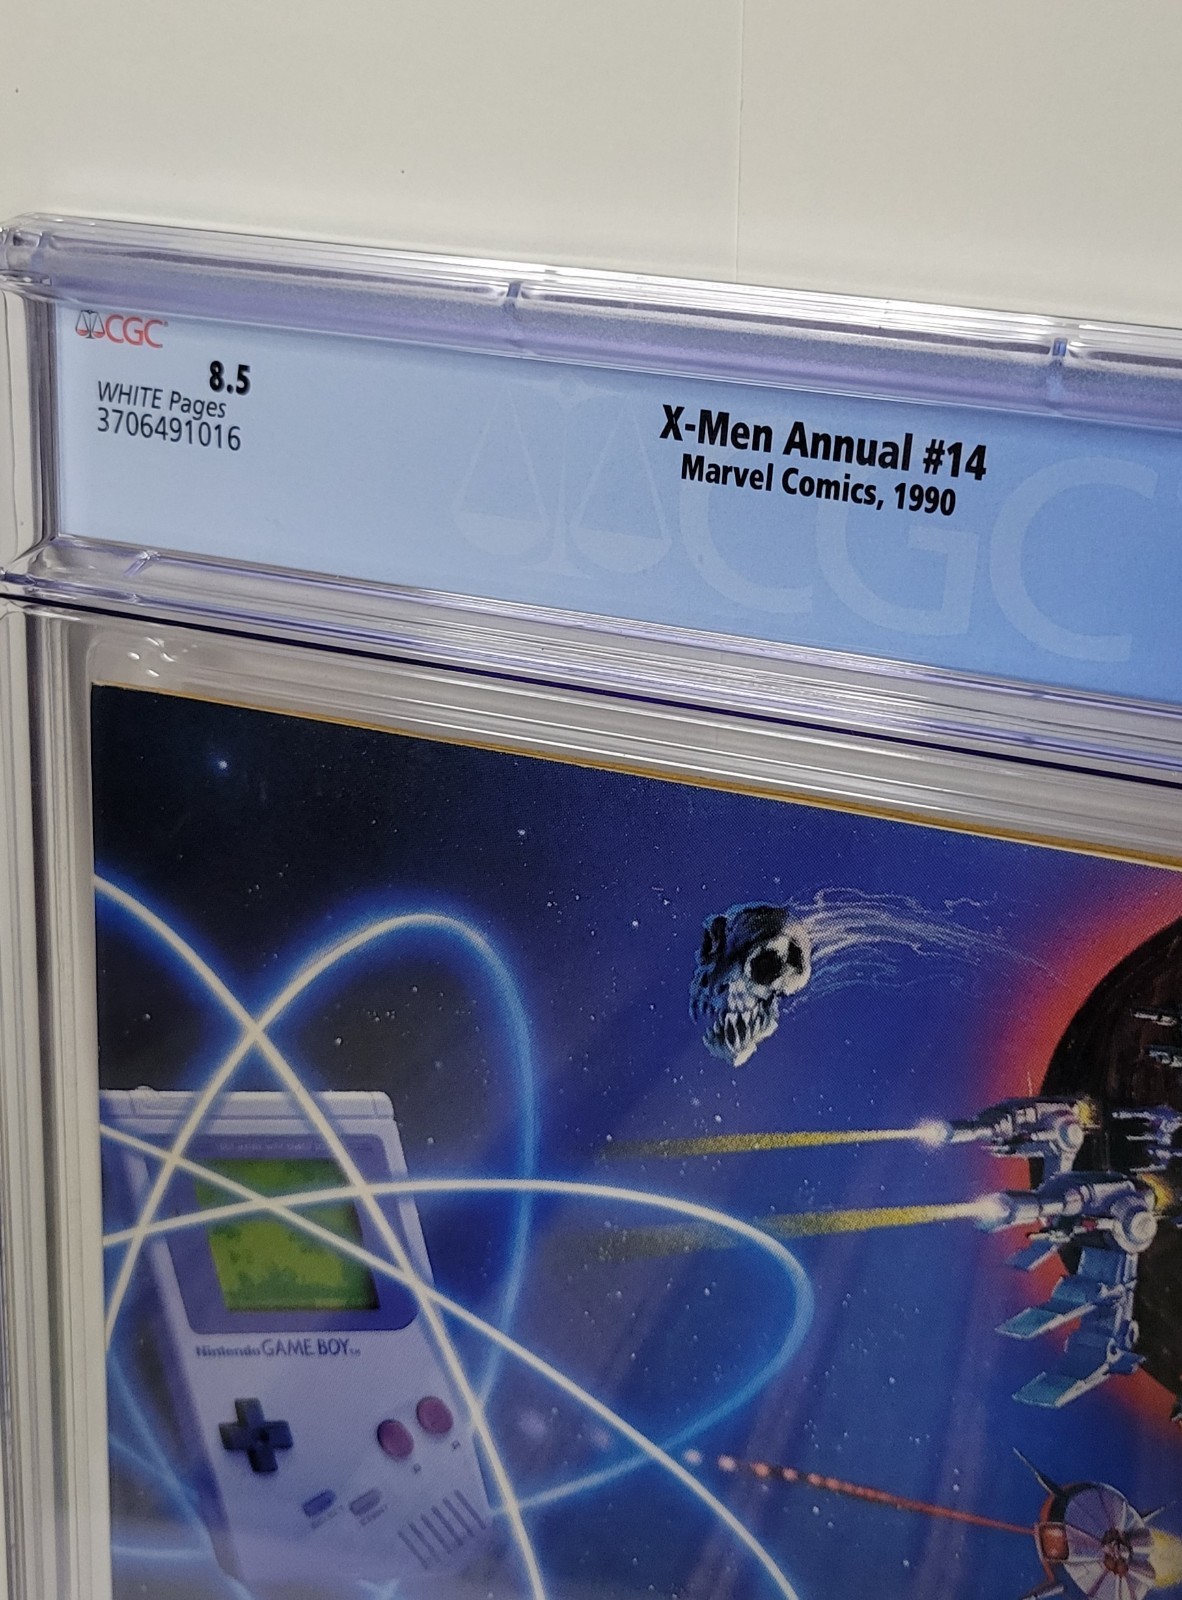 CGC
8.5
WHITE Pages
3706491016
X-Men Annual #14
Marvel Comics, 1990
CGC
Nintendo GAME BOY